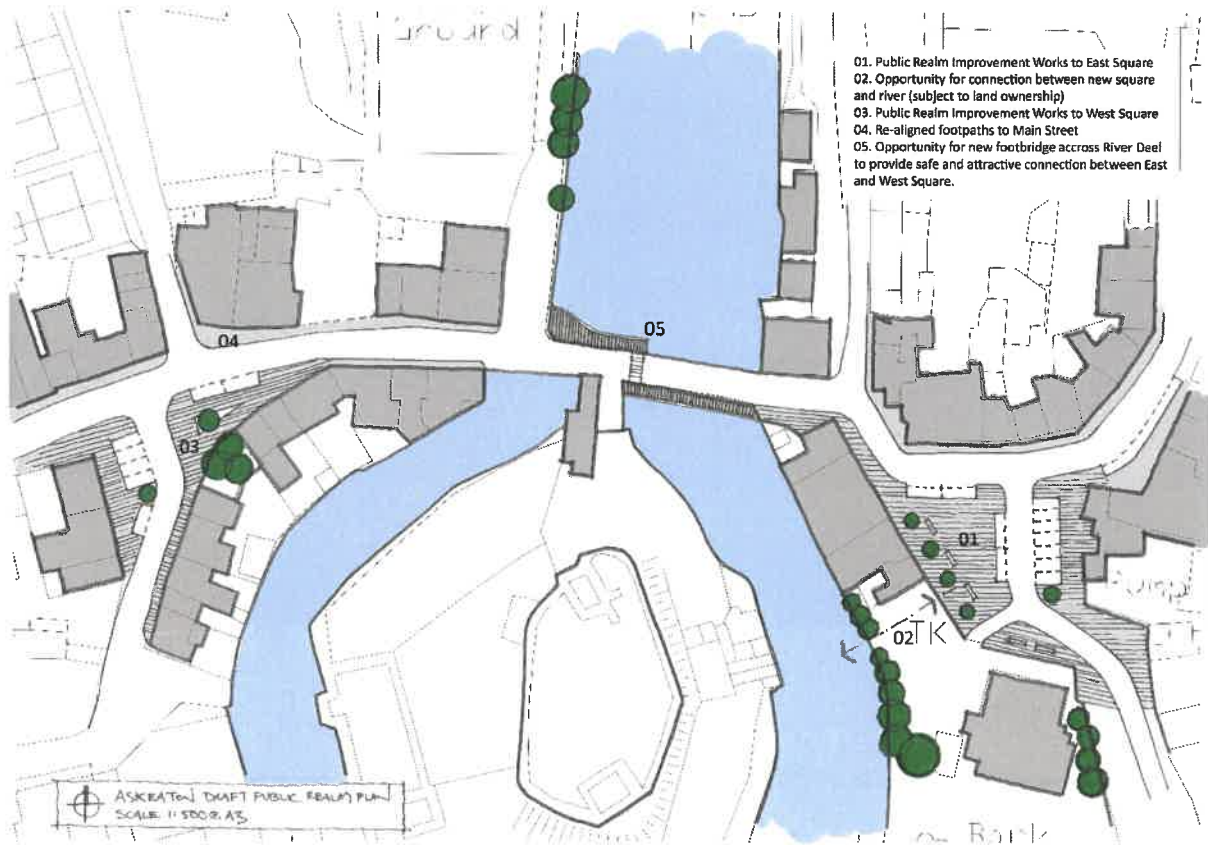 Ground
01. Public Realm Improvement Works to East Square
02. Opportunity for connection between new square
and river (subject to land ownership)
03. Public Realm Improvement Works to West Square
04. Re-aligned footpaths to Main Street
05. Opportunity for new footbridge accross River Deel
to provide safe and attractive connection between East
and West Square.
05
04
03
01
02
TK
Pump
Bank
ASKEATON DRAFT PUBLIC REALM PLAN
SCALE 1:500@A3